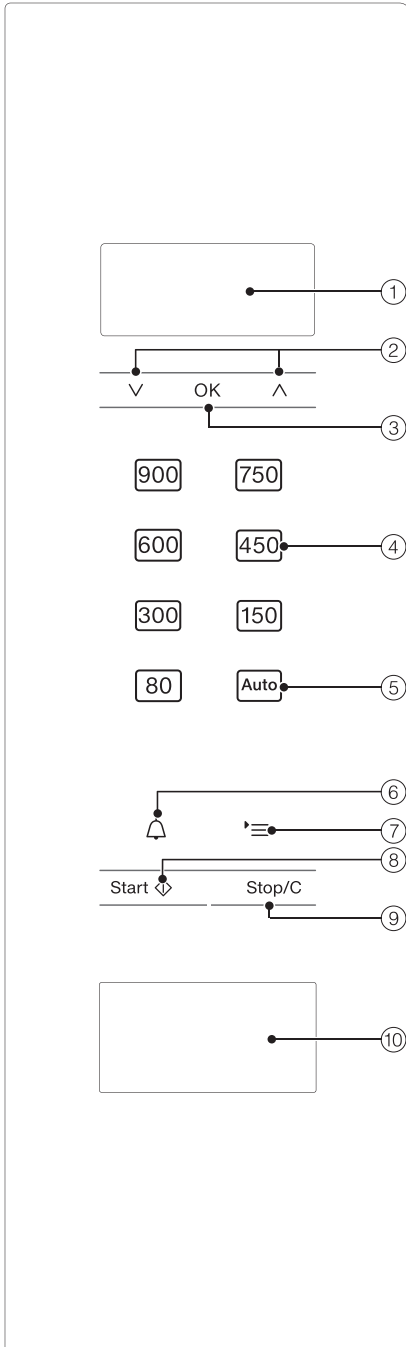 ①
②
∨ OK ∧
③
900 750
600 450 ④
300 150
80 Auto ⑤
⑥
⑦
⑧
Start Stop/C
⑨
⑩